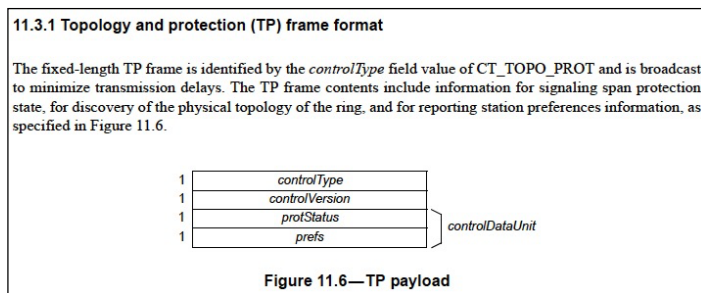 11.3.1 Topology and protection (TP) frame format
The fixed-length TP frame is identified by the controlType field value of CT_TOPO_PROT and is broadcast
to minimize transmission delays. The TP frame contents include information for signaling span protection
state, for discovery of the physical topology of the ring, and for reporting station preferences information, as
specified in Figure 11.6.
1 controlType
1 controlVersion
1 protStatus
controlDataUnit
1 prefs
Figure 11.6—TP payload